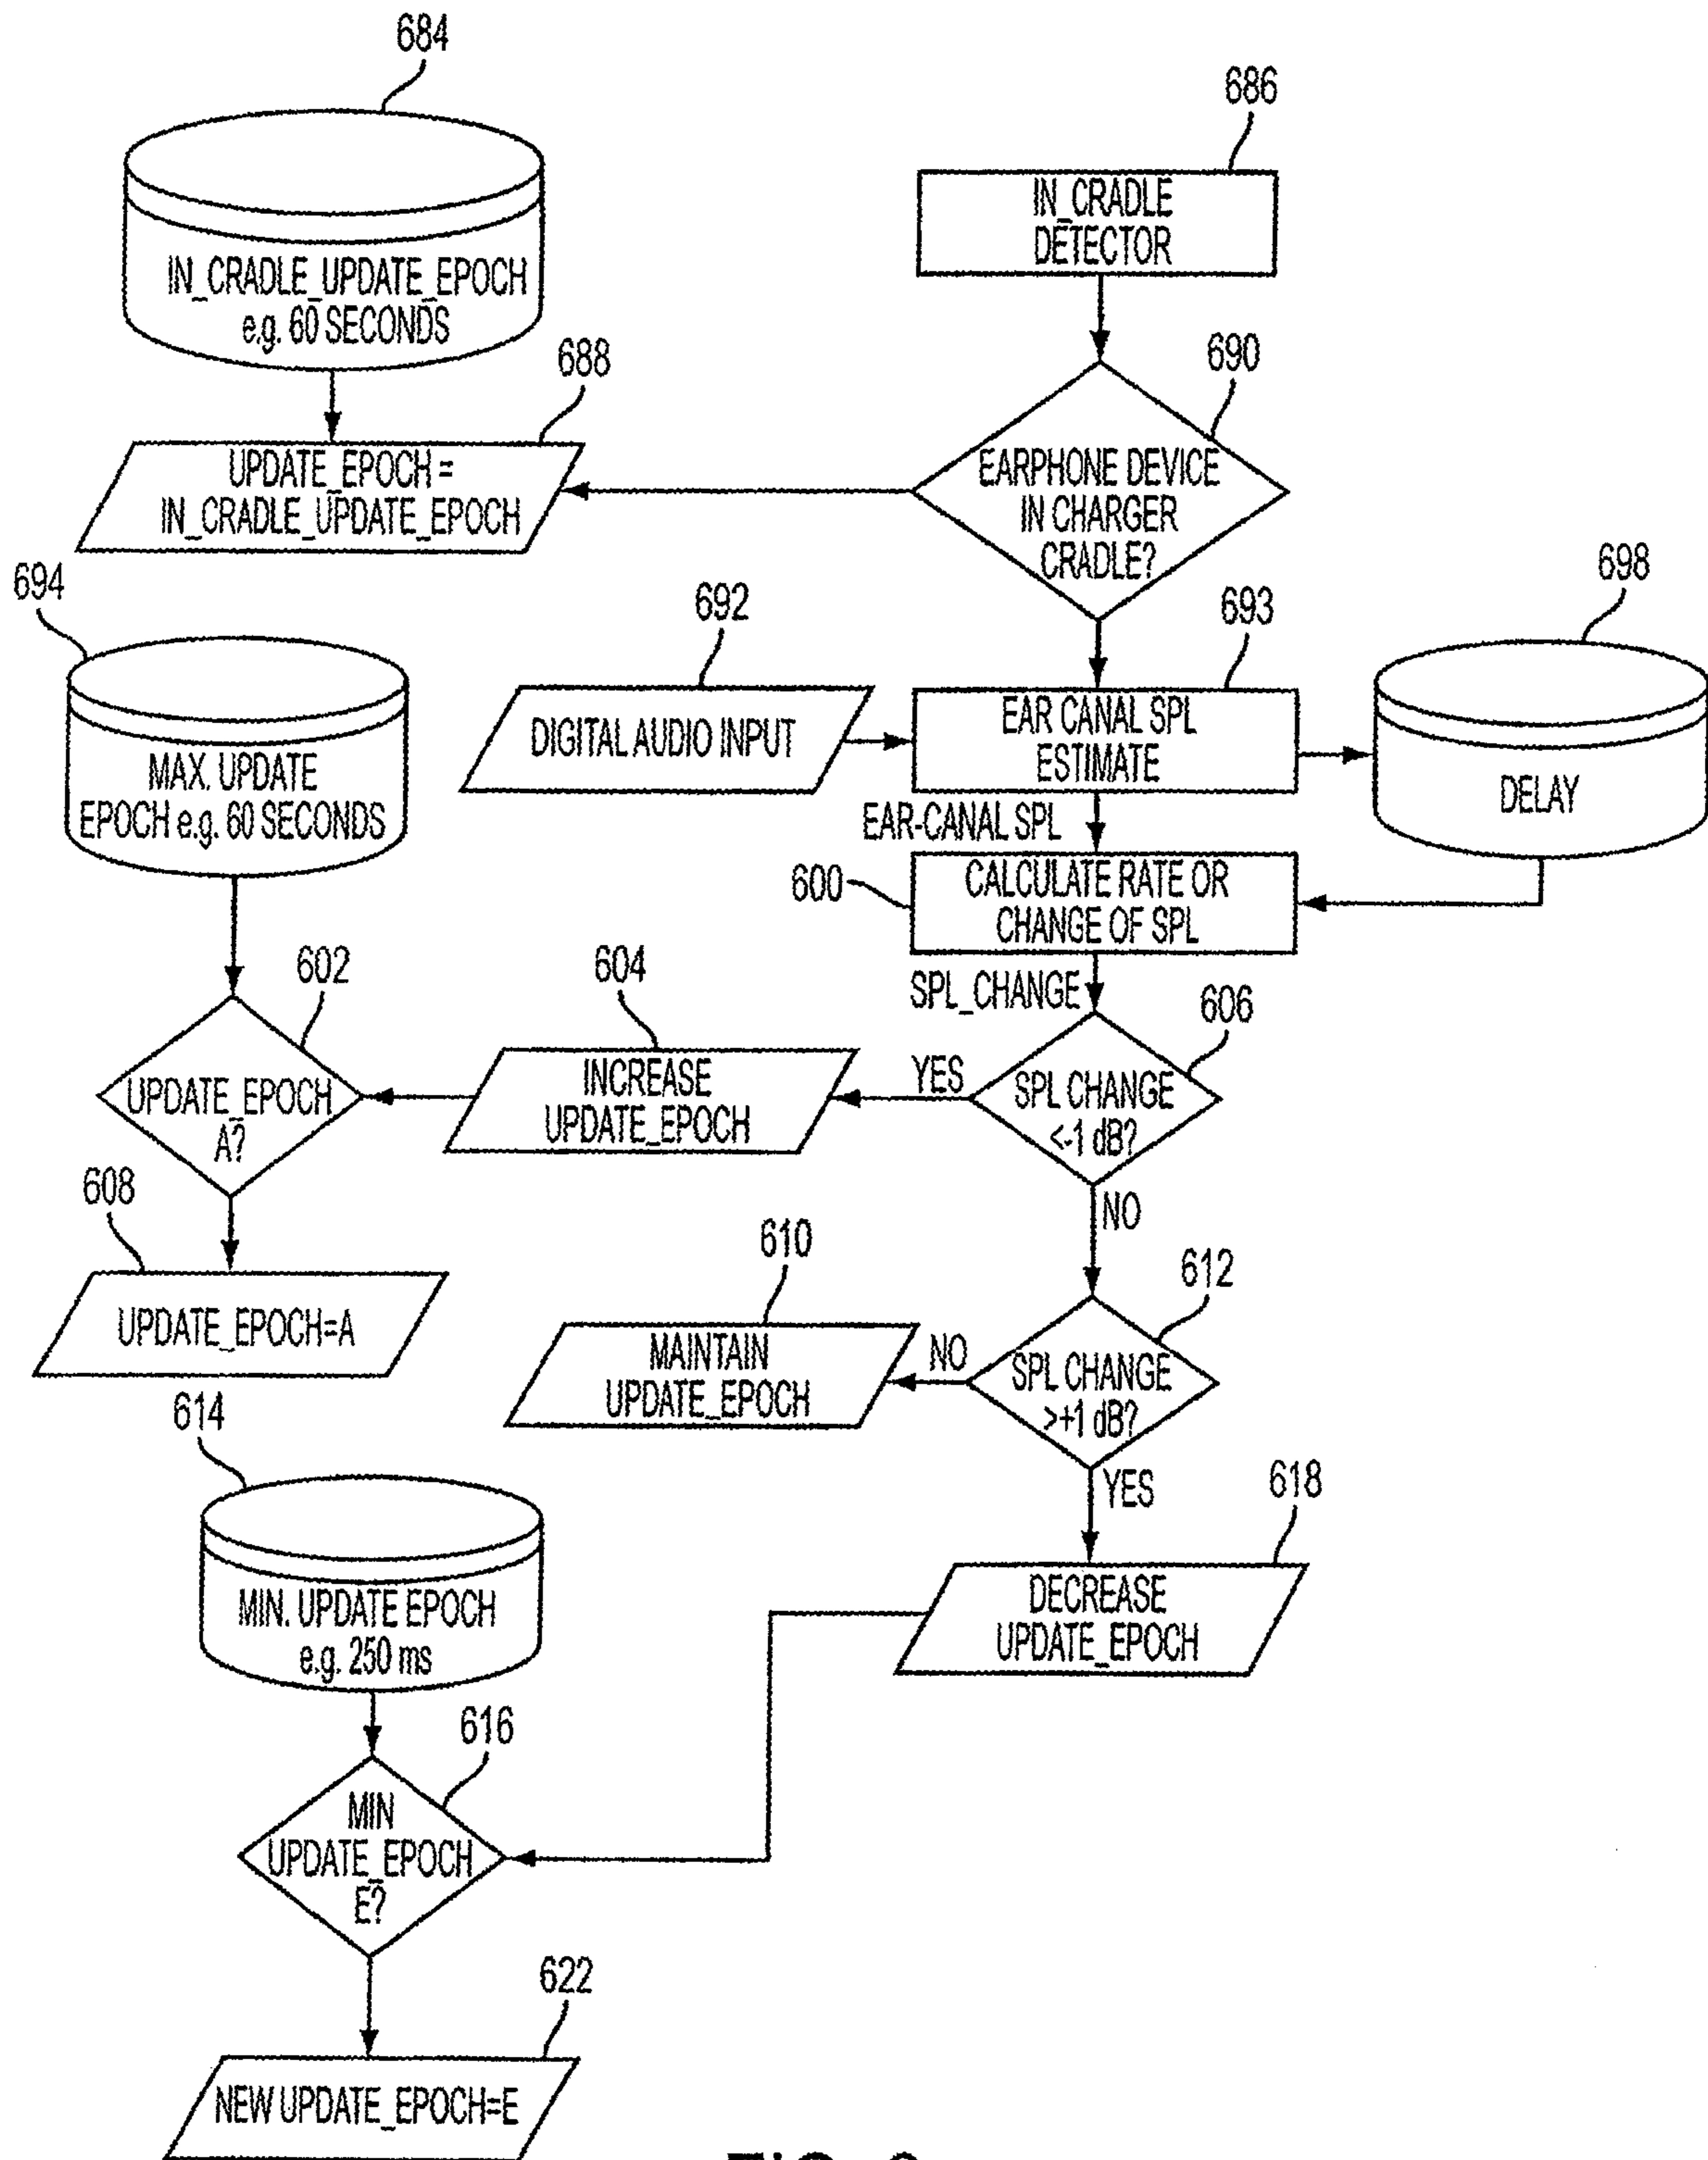 684
686
IN_CRADLE
DETECTOR
IN_CRADLE_UPDATE_EPOCH
e.g. 60 SECONDS
688
690
UPDATE_EPOCH =
IN_CRADLE_UPDATE_EPOCH
EARPHONE DEVICE
IN CHARGER
CRADLE?
694
692
693
698
MAX. UPDATE
EPOCH e.g. 60 SECONDS
DIGITAL AUDIO INPUT
EAR CANAL SPL
ESTIMATE
DELAY
EAR-CANAL SPL
600
CALCULATE RATE OR
CHANGE OF SPL
SPL_CHANGE
602
604
606
UPDATE_EPOCH
A?
INCREASE
UPDATE_EPOCH
YES
SPL CHANGE
<-1 dB?
NO
608
UPDATE_EPOCH=A
610
612
MAINTAIN
UPDATE_EPOCH
NO
SPL CHANGE
>+1 dB?
YES
614
618
MIN. UPDATE EPOCH
e.g. 250 ms
DECREASE
UPDATE_EPOCH
616
MIN
UPDATE_EPOCH
E?
622
NEW UPDATE_EPOCH=E